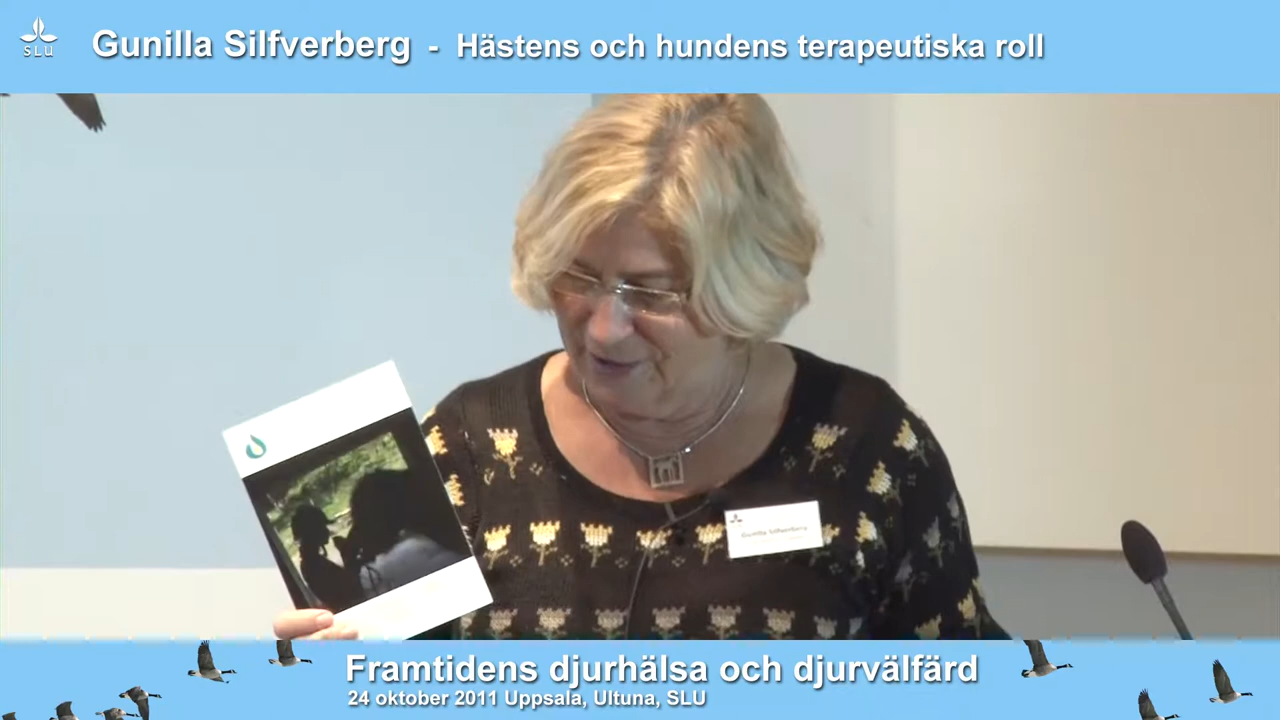 SLU
Gunilla Silfverberg - Hästens och hundens terapeutiska roll
Gunilla Silfverberg
Framtidens djurhälsa och djurvälfärd
24 oktober 2011 Uppsala, Ultuna, SLU